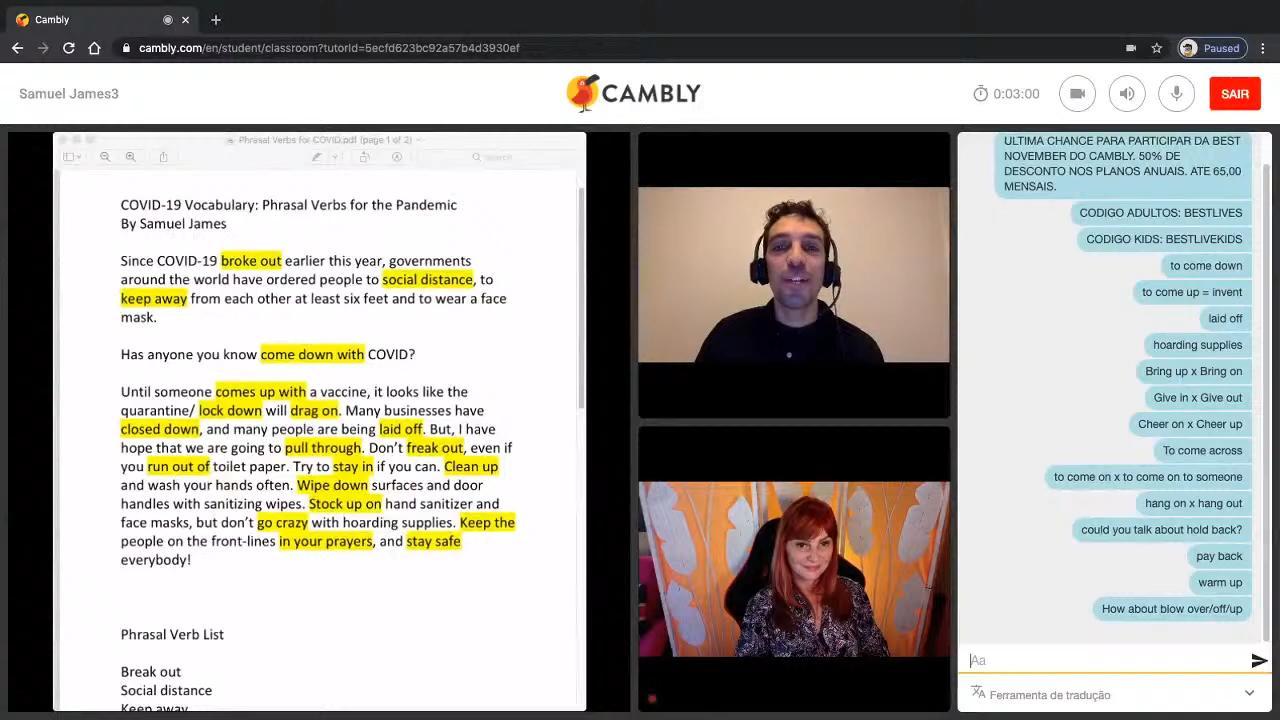 Cambly
cambly.com/en/student/classroom?tutorId=5ecfd623bc92a57b4d3930ef
Paused
Samuel James3
CAMBLY
0:03:00
SAIR
Phrasal Verbs for COVID.pdf (page 1 of 2)
Search
COVID-19 Vocabulary: Phrasal Verbs for the Pandemic
By Samuel James
Since COVID-19 broke out earlier this year, governments
around the world have ordered people to social distance, to
keep away from each other at least six feet and to wear a face
mask.
Has anyone you know come down with COVID?
Until someone comes up with a vaccine, it looks like the
quarantine/ lock down will drag on. Many businesses have
closed down, and many people are being laid off. But, I have
hope that we are going to pull through. Don't freak out, even if
you run out of toilet paper. Try to stay in if you can. Clean up
and wash your hands often. Wipe down surfaces and door
handles with sanitizing wipes. Stock up on hand sanitizer and
face masks, but don't go crazy with hoarding supplies. Keep the
people on the front-lines in your prayers, and stay safe
everybody!
Phrasal Verb List
Break out
Social distance
Keep away
ULTIMA CHANCE PARA PARTICIPAR DA BEST
NOVEMBER DO CAMBLY. 50% DE
DESCONTO NOS PLANOS ANUAIS. ATE 65,00
MENSAIS.
CODIGO ADULTOS: BESTLIVES
CODIGO KIDS: BESTLIVEKIDS
to come down
to come up = invent
laid off
hoarding supplies
Bring up x Bring on
Give in x Give out
Cheer on x Cheer up
To come across
to come on x to come on to someone
hang on x hang out
could you talk about hold back?
pay back
warm up
How about blow over/off/up
Aa
Ferramenta de tradução